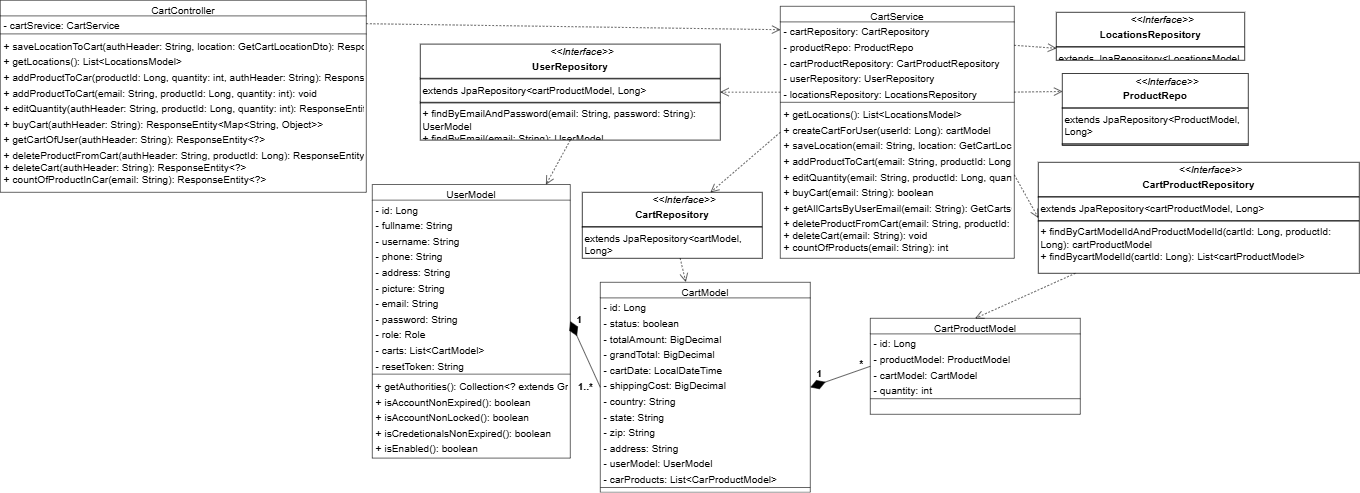 CartController
- cartSrevice: CartService
+ saveLocationToCart(authHeader: String, location: GetCartLocationDto): Respo
+ getLocations(): List<LocationsModel>
+ addProductToCar(productId: Long, quantity: int, authHeader: String): Respons
+ addProductToCart(email: String, productId: Long, quantity: int): void
+ editQuantity(authHeader: String, productId: Long, quantity: int): ResponseEntit
+ buyCart(authHeader: String): ResponseEntity<Map<String, Object>>
+ getCartOfUser(authHeader: String): ResponseEntity<?>
+ deleteProductFromCart(authHeader: String, productId: Long): ResponseEntity
+ deleteCart(authHeader: String): ResponseEntity<?>
+ countOfProductInCar(email: String): ResponseEntity<?>
<<Interface>>
UserRepository
extends JpaRepository<cartProductModel, Long>
+ findByEmailAndPassword(email: String, password: String):
UserModel
+ findByEmail(email: String): UserModel
CartService
- cartRepository: CartRepository
- productRepo: ProductRepo
- cartProductRepository: CartProductRepository
- userRepository: UserRepository
- locationsRepository: LocationsRepository
+ getLocations(): List<LocationsModel>
+ createCartForUser(userId: Long): cartModel
+ saveLocation(email: String, location: GetCartLoc
+ addProductToCart(email: String, productId: Long
+ editQuantity(email: String, productId: Long, quan
+ buyCart(email: String): boolean
+ getAllCartsByUserEmail(email: String): GetCarts
+ deleteProductFromCart(email: String, productId:
+ deleteCart(email: String): void
+ countOfProducts(email: String): int
<<Interface>>
LocationsRepository
extends JpaRepository<LocationsModel
<<Interface>>
ProductRepo
extends JpaRepository<ProductModel,
Long>
<<Interface>>
CartProductRepository
extends JpaRepository<cartProductModel, Long>
+ findByCartModelIdAndProductModelId(cartId: Long, productId:
Long): cartProductModel
+ findBycartModelId(cartId: Long): List<cartProductModel>
UserModel
- id: Long
- fullname: String
- username: String
- phone: String
- address: String
- picture: String
- email: String
- password: String
- role: Role
- carts: List<CartModel>
- resetToken: String
+ getAuthorities(): Collection<? extends Gr
+ isAccountNonExpired(): boolean
+ isAccountNonLocked(): boolean
+ isCredetionalsNonExpired(): boolean
+ isEnabled(): boolean
<<Interface>>
CartRepository
extends JpaRepository<cartModel,
Long>
1
1..*
CartModel
- id: Long
- status: boolean
- totalAmount: BigDecimal
- grandTotal: BigDecimal
- cartDate: LocalDateTime
- shippingCost: BigDecimal
- country: String
- state: String
- zip: String
- address: String
- userModel: UserModel
- carProducts: List<CarProductModel>
1
*
CartProductModel
- id: Long
- productModel: ProductModel
- cartModel: CartModel
- quantity: int